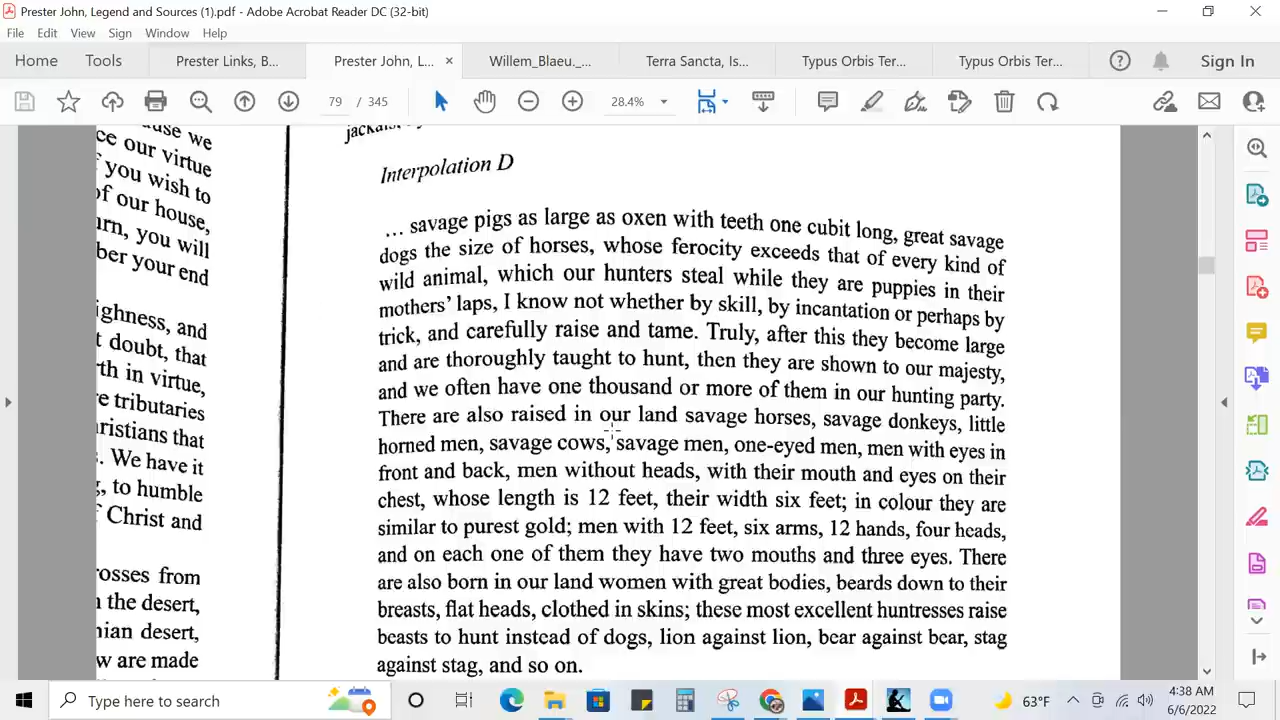 Prester John, Legend and Sources (1).pdf - Adobe Acrobat Reader DC (32-bit)
File Edit View Sign Window Help
Home Tools Prester Links, B... Prester John, L... × Willem_Blaeu._... Terra Sancta, Is... Typus Orbis Ter... Typus Orbis Ter... Sign In
79 / 345 28.4%
ce our virtue
f you wish to
of our house,
urn, you will
ber your end
ighness, and
t doubt, that
rth in virtue,
re tributaries
hristians that
. We have it
, to humble
f Christ and
rosses from
n the desert,
nian desert,
w are made
Interpolation D
... savage pigs as large as oxen with teeth one cubit long, great savage
dogs the size of horses, whose ferocity exceeds that of every kind of
wild animal, which our hunters steal while they are puppies in their
mothers' laps, I know not whether by skill, by incantation or perhaps by
trick, and carefully raise and tame. Truly, after this they become large
and are thoroughly taught to hunt, then they are shown to our majesty,
and we often have one thousand or more of them in our hunting party.
There are also raised in our land savage horses, savage donkeys, little
horned men, savage cows, savage men, one-eyed men, men with eyes in
front and back, men without heads, with their mouth and eyes on their
chest, whose length is 12 feet, their width six feet; in colour they are
similar to purest gold; men with 12 feet, six arms, 12 hands, four heads,
and on each one of them they have two mouths and three eyes. There
are also born in our land women with great bodies, beards down to their
breasts, flat heads, clothed in skins; these most excellent huntresses raise
beasts to hunt instead of dogs, lion against lion, bear against bear, stag
against stag, and so on.
Type here to search
63°F
4:38 AM
6/6/2022